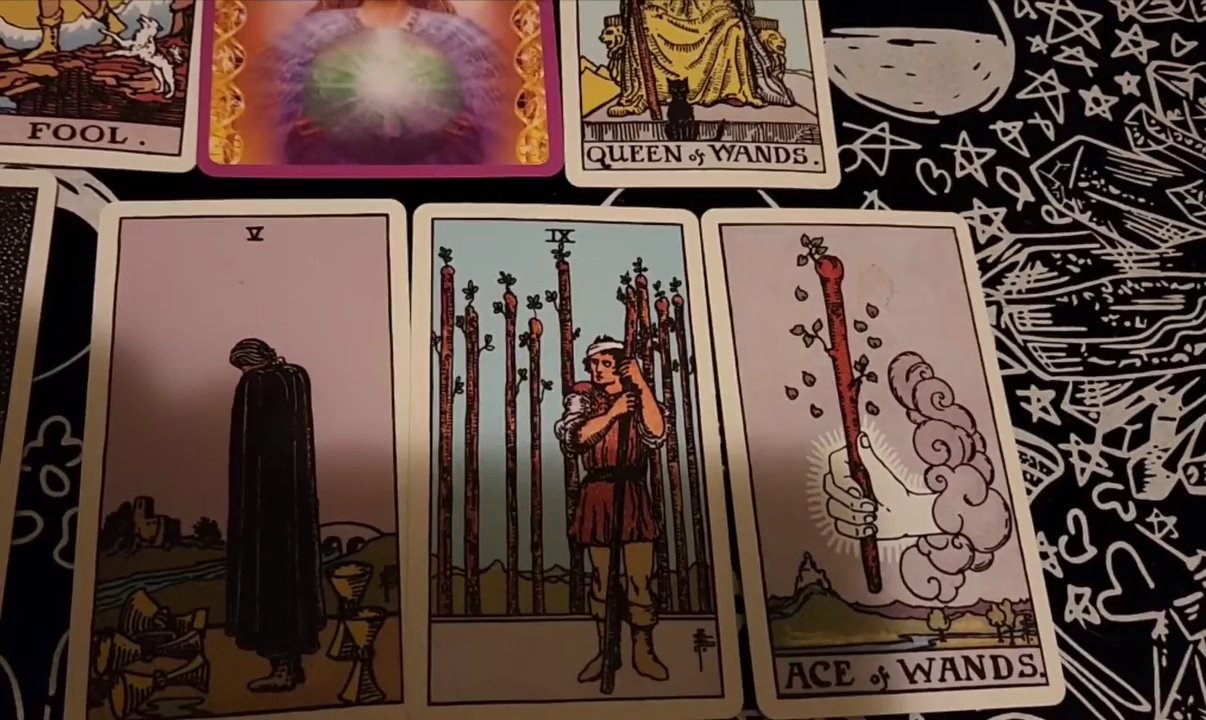 FOOL.
QUEEN of WANDS.
V
IX
ACE of WANDS.